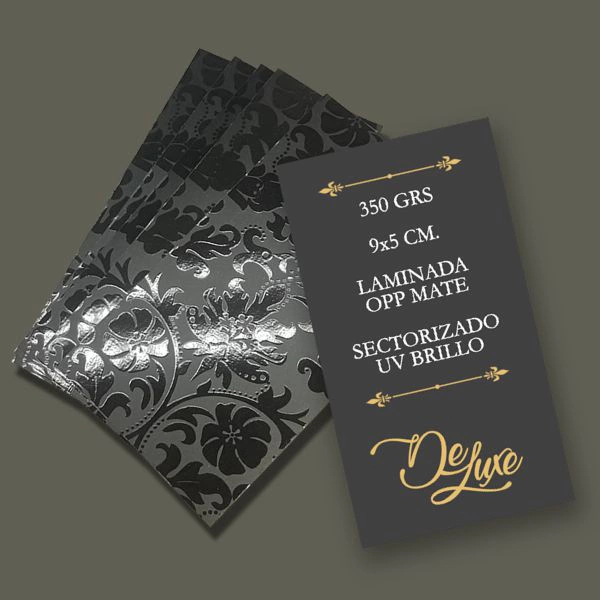 350 GRS
9x5 CM.
LAMINADA
OPP MATE
SECTORIZADO
UV BRILLO
DeLuxe